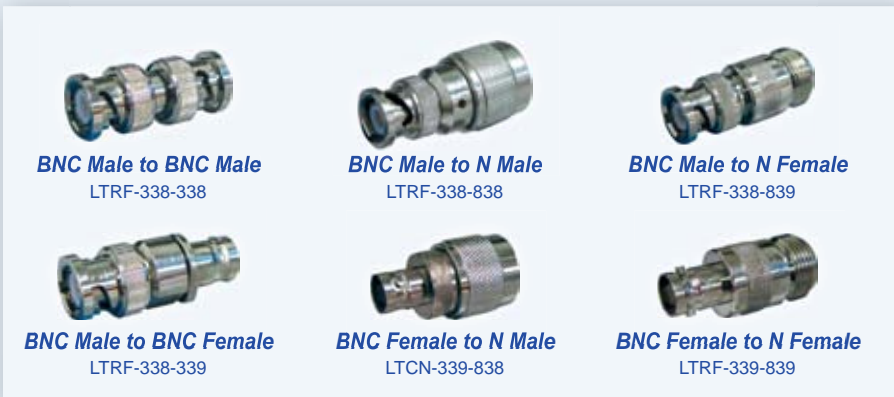 BNC Male to BNC Male
LTRF-338-338
BNC Male to N Male
LTRF-338-838
BNC Male to N Female
LTRF-338-839
BNC Male to BNC Female
LTRF-338-339
BNC Female to N Male
LTCN-339-838
BNC Female to N Female
LTRF-339-839